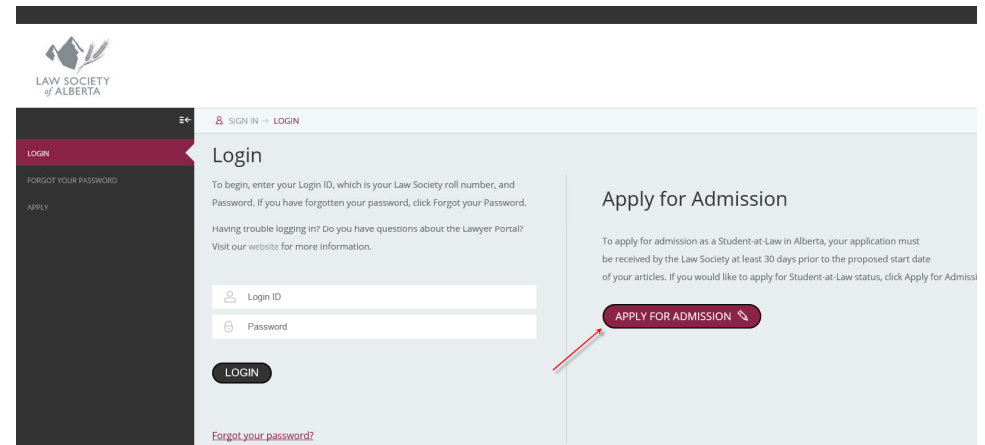 LAW SOCIETY
of ALBERTA
SIGN IN → LOGIN
LOGIN
FORGOT YOUR PASSWORD
APPLY
Login
To begin, enter your Login ID, which is your Law Society roll number, and
Password. If you have forgotten your password, click Forgot your Password.
Having trouble logging in? Do you have questions about the Lawyer Portal?
Visit our website for more information.
Login ID
Password
LOGIN
Forgot your password?
Apply for Admission
To apply for admission as a Student-at-Law in Alberta, your application must
be received by the Law Society at least 30 days prior to the proposed start date
of your articles. If you would like to apply for Student-at-Law status, click Apply for Admissi
APPLY FOR ADMISSION